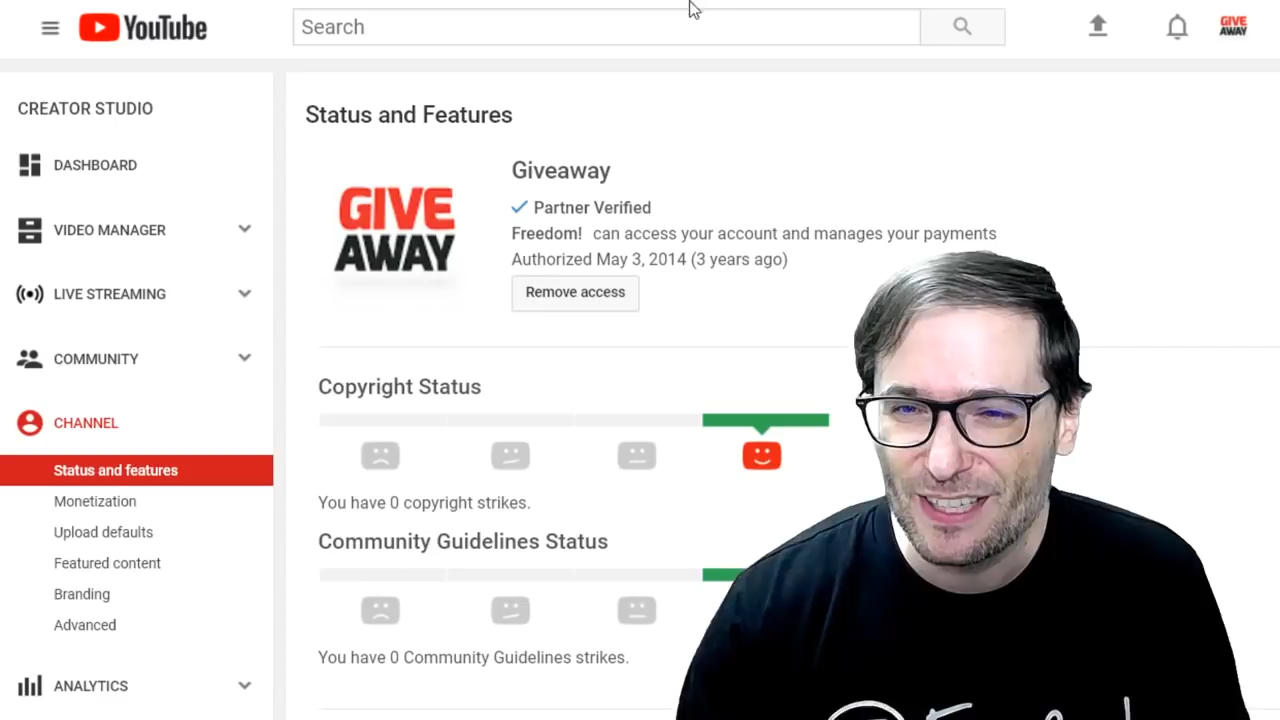 YouTube
Search
GIVE
AWAY
CREATOR STUDIO
DASHBOARD
VIDEO MANAGER
LIVE STREAMING
COMMUNITY
CHANNEL
Status and features
Monetization
Upload defaults
Featured content
Branding
Advanced
ANALYTICS
Status and Features
GIVE
AWAY
Giveaway
Partner Verified
Freedom! can access your account and manages your payments
Authorized May 3, 2014 (3 years ago)
Remove access
Copyright Status
You have 0 copyright strikes.
Community Guidelines Status
You have 0 Community Guidelines strikes.